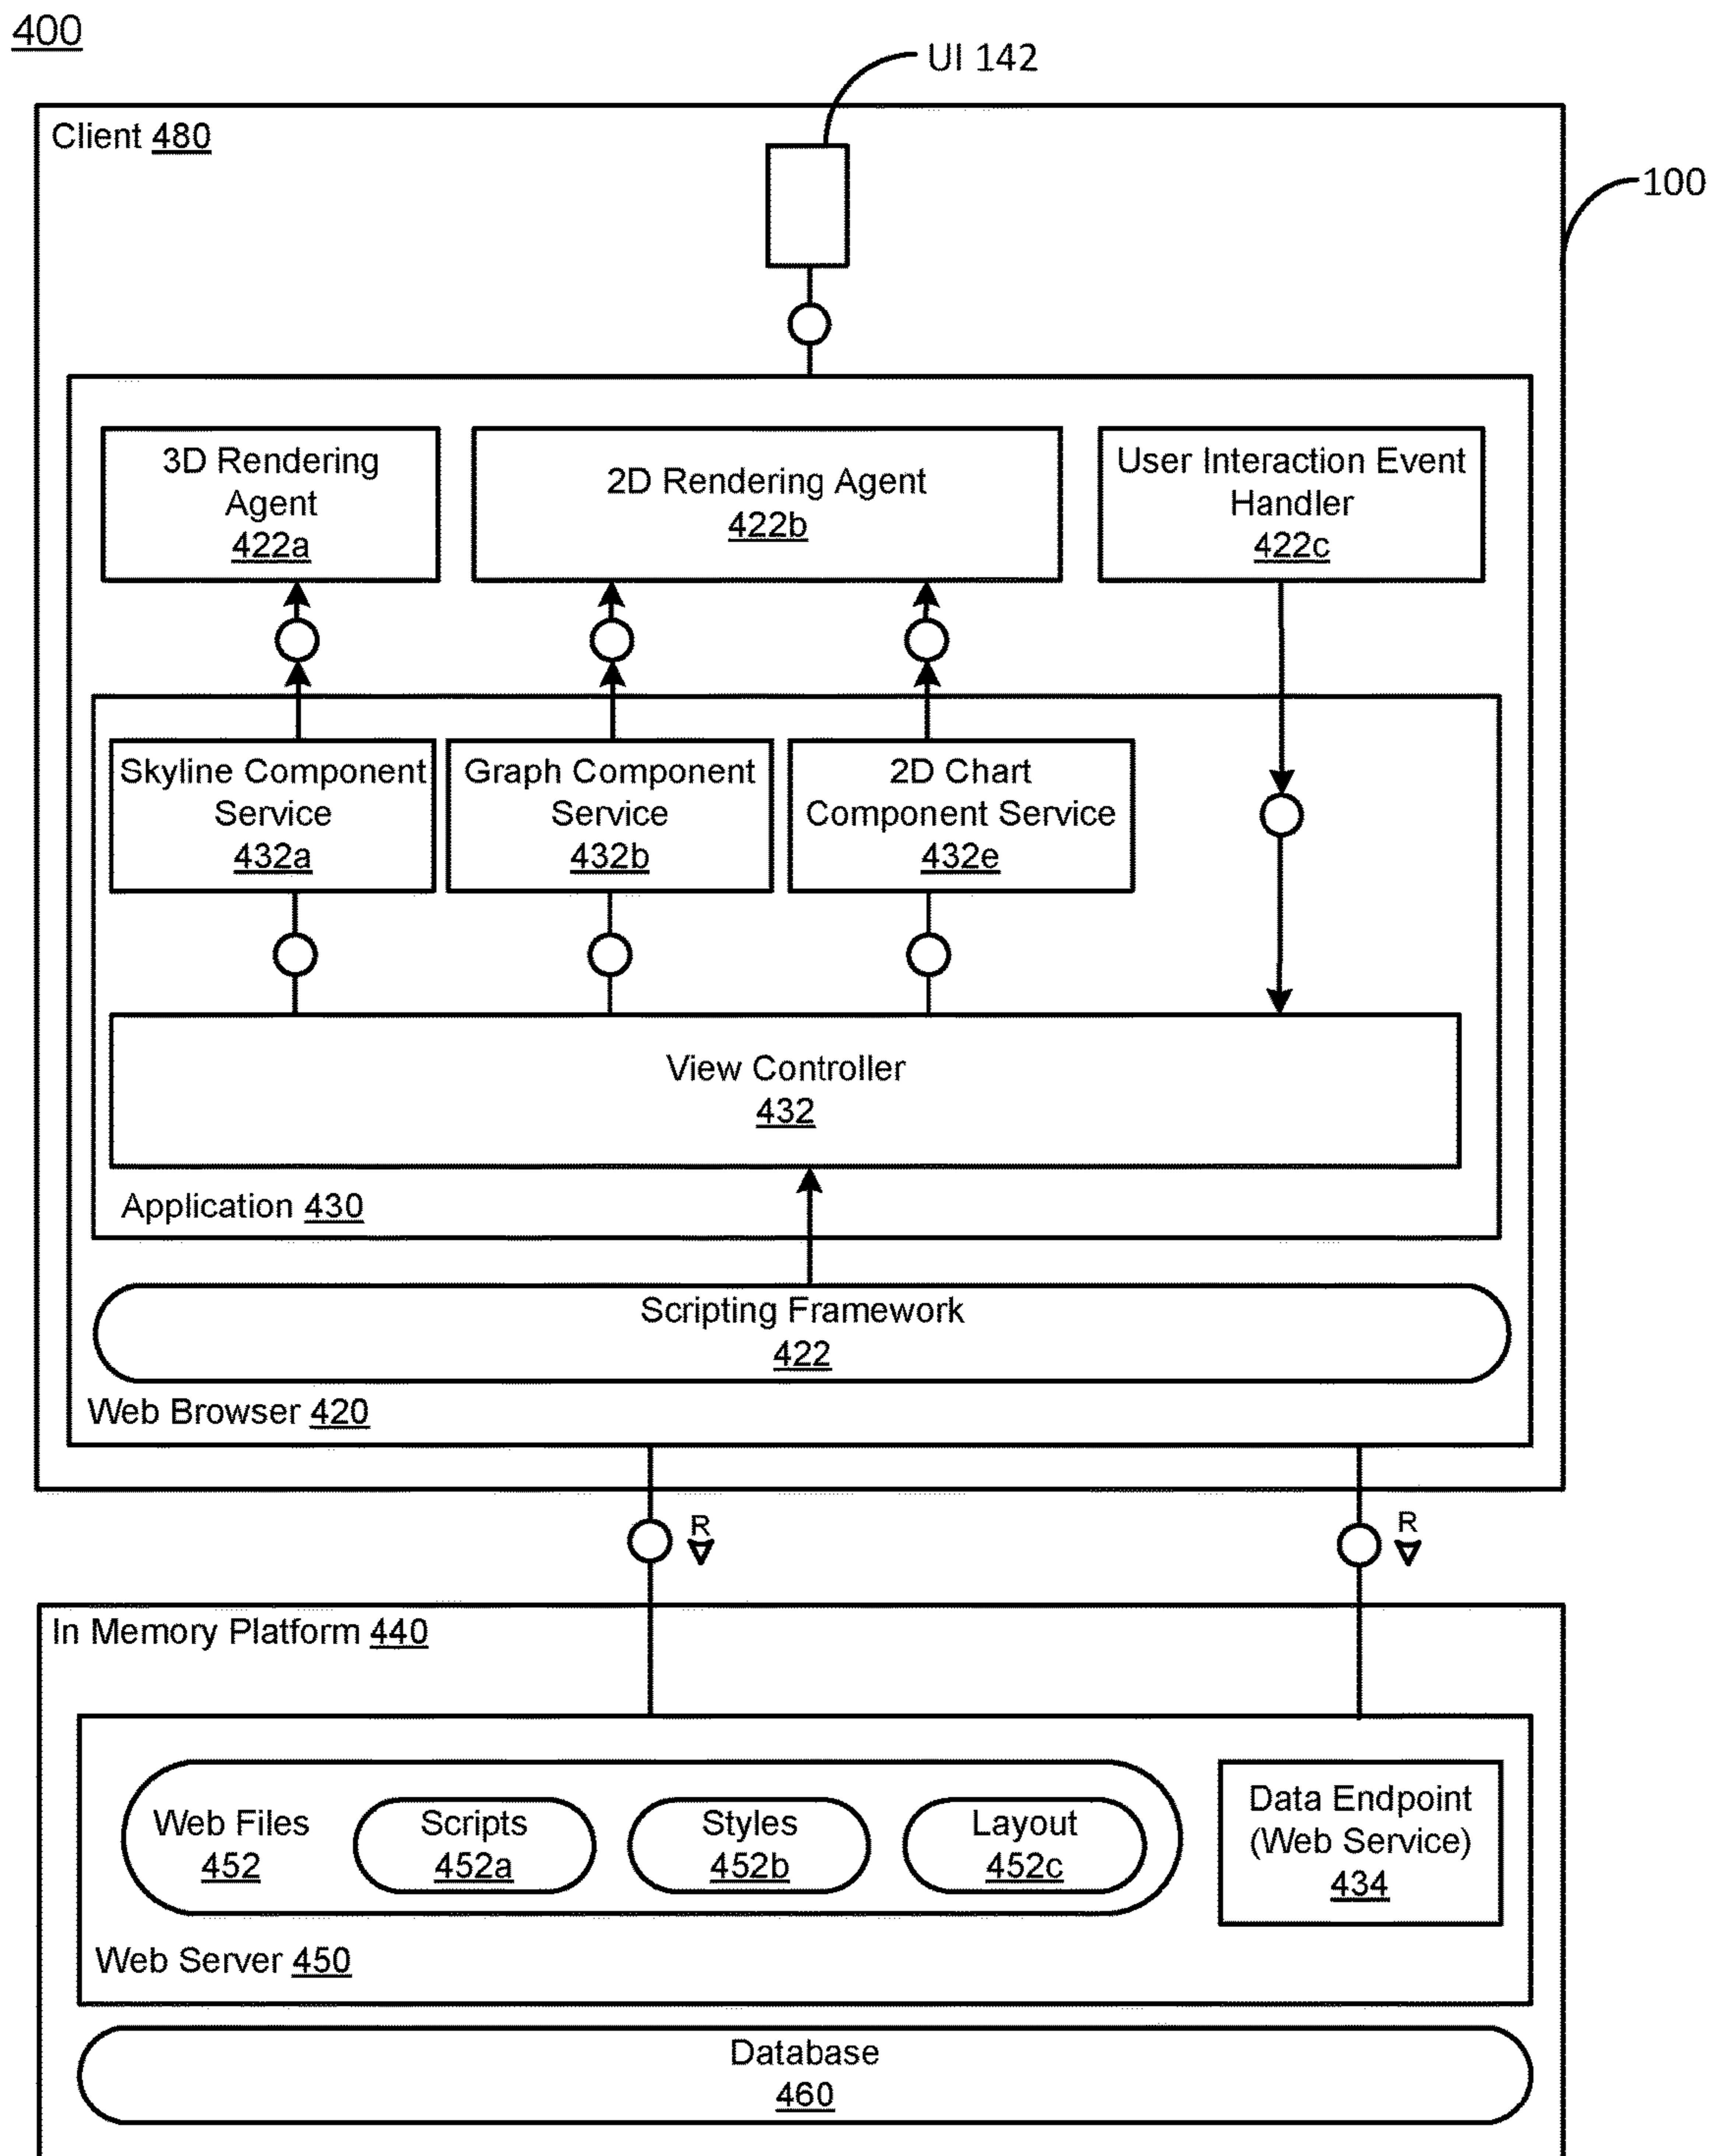 400
UI 142
Client 480
100
3D Rendering
Agent
422a
2D Rendering Agent
422b
User Interaction Event
Handler
422c
Skyline Component
Service
432a
Graph Component
Service
432b
2D Chart
Component Service
432e
View Controller
432
Application 430
Scripting Framework
422
Web Browser 420
R
R
In Memory Platform 440
Web Files
452
Scripts
452a
Styles
452b
Layout
452c
Data Endpoint
(Web Service)
434
Web Server 450
Database
460